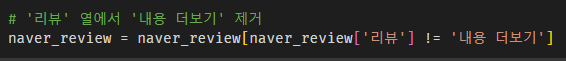 # '리뷰' 열에서 '내용 더보기' 제거
naver_review = naver_review[naver_review['리뷰'] != '내용 더보기']